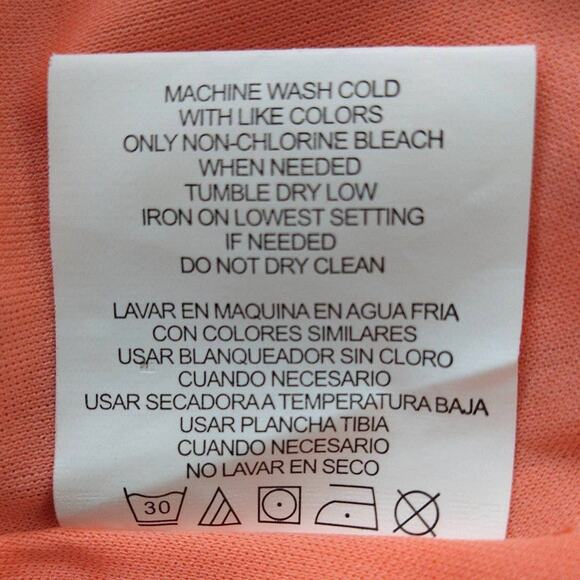 MACHINE WASH COLD
WITH LIKE COLORS
ONLY NON-CHLORINE BLEACH
WHEN NEEDED
TUMBLE DRY LOW
IRON ON LOWEST SETTING
IF NEEDED
DO NOT DRY CLEAN
LAVAR EN MAQUINA EN AGUA FRIA
CON COLORES SIMILARES
USAR BLANQUEADOR SIN CLORO
CUANDO NECESARIO
USAR SECADORA A TEMPERATURA BAJA
USAR PLANCHA TIBIA
CUANDO NECESARIO
NO LAVAR EN SECO
30